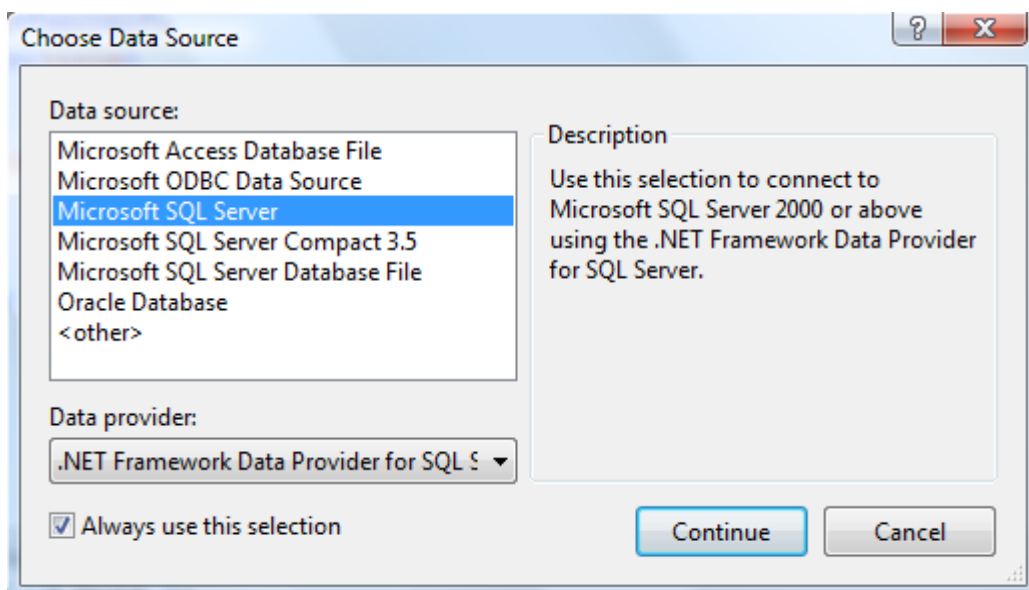 Choose Data Source
Data source:
Microsoft Access Database File
Microsoft ODBC Data Source
Microsoft SQL Server
Microsoft SQL Server Compact 3.5
Microsoft SQL Server Database File
Oracle Database
<other>
Description
Use this selection to connect to
Microsoft SQL Server 2000 or above
using the .NET Framework Data Provider
for SQL Server.
Data provider:
.NET Framework Data Provider for SQL S
Always use this selection
Continue
Cancel